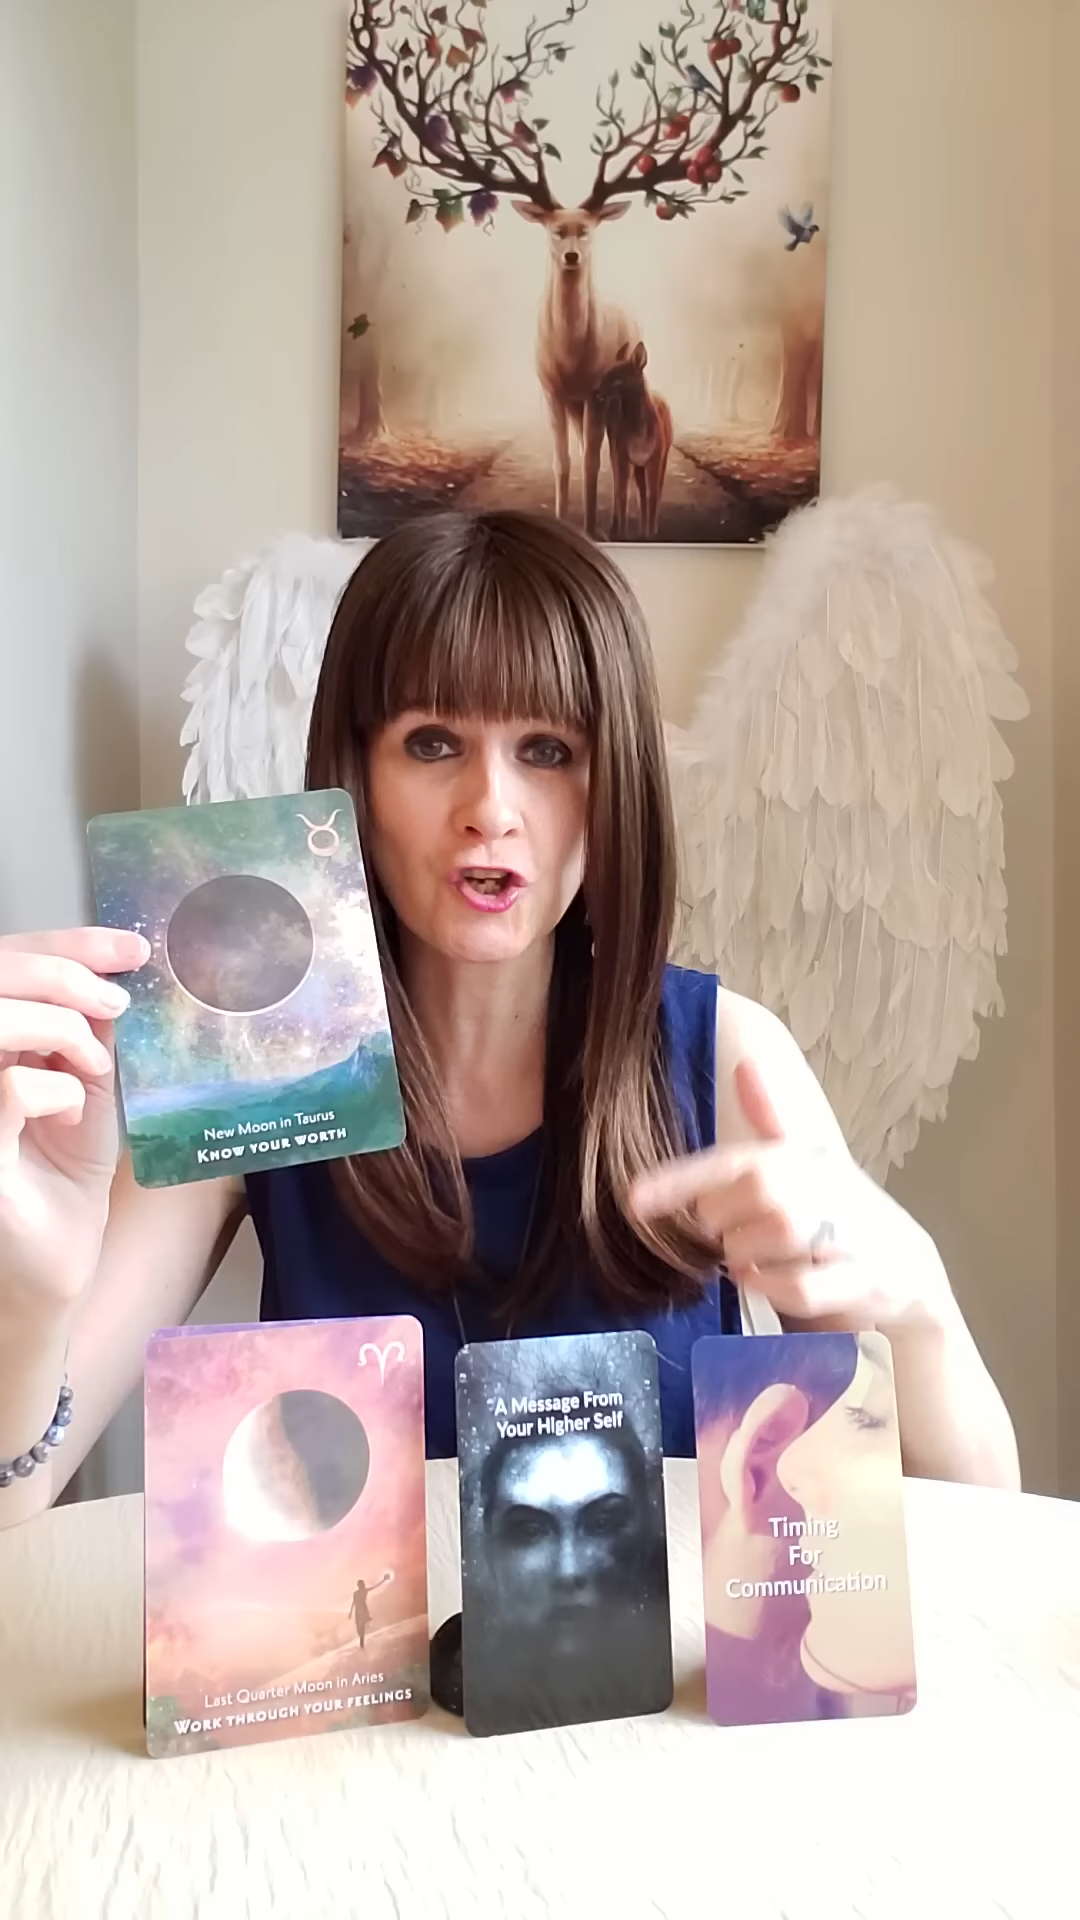 New Moon in Taurus
KNOW YOUR WORTH
Last Quarter Moon in Aries
WORK THROUGH YOUR FEELINGS
A Message From
Your Higher Self
Timing
For
Communication